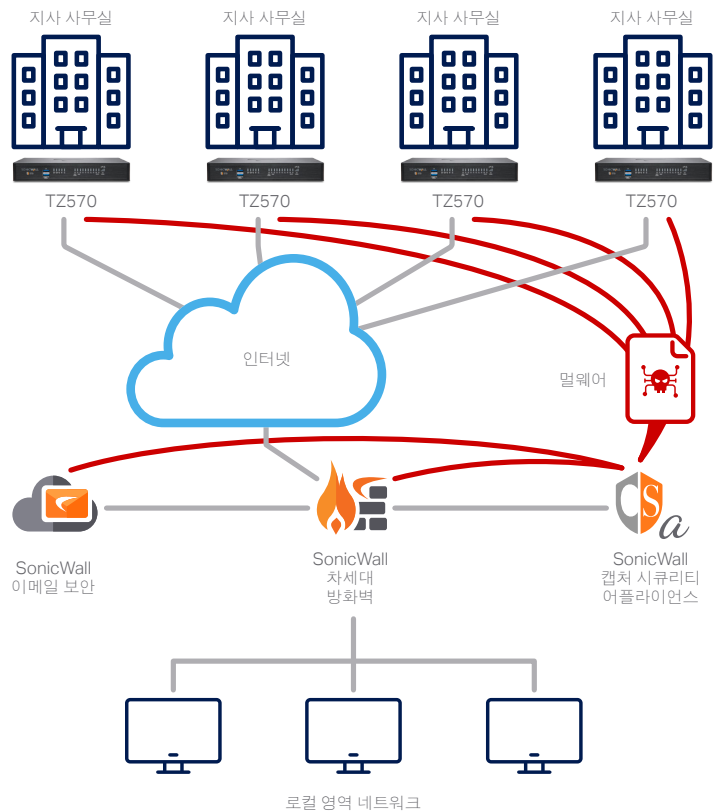 지사 사무실
지사 사무실
지사 사무실
지사 사무실
TZ570
TZ570
TZ570
TZ570
인터넷
멀웨어
CSa
SonicWall
이메일 보안
SonicWall
차세대
방화벽
SonicWall
캡처 시큐리티
어플라이언스
로컬 영역 네트워크